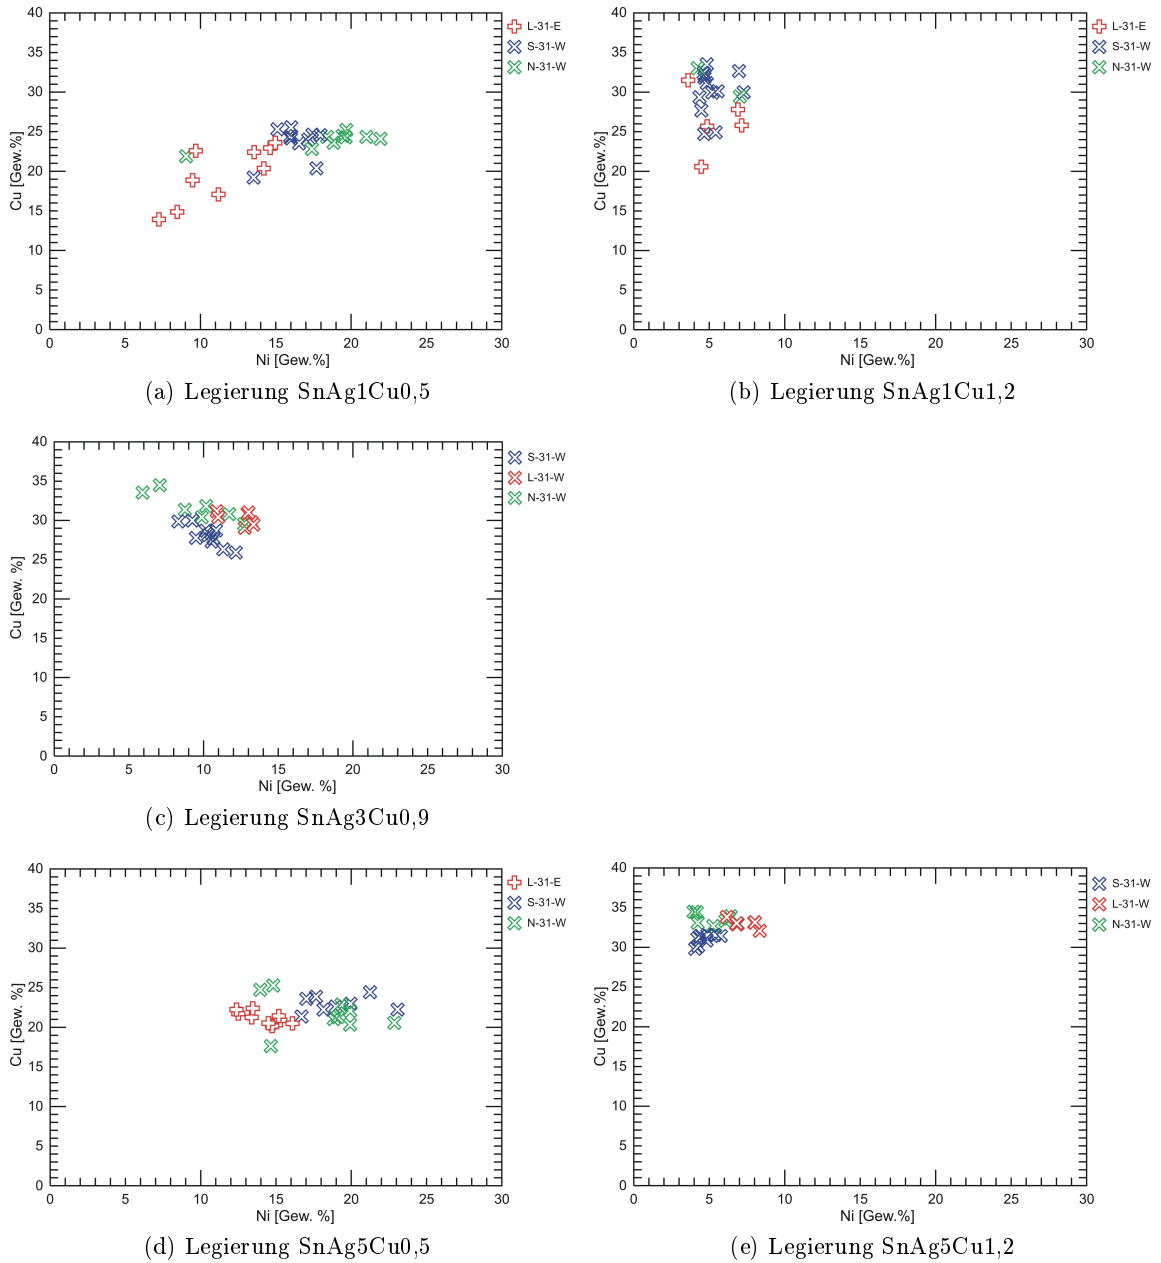 40
35
30
25
20
15
10
5
0
Cu [Gew.%]
0 5 10 15 20 25 30
Ni [Gew.%]
L-31-E
S-31-W
N-31-W
(a) Legierung SnAg1Cu0,5
40
35
30
25
20
15
10
5
0
Cu [Gew.%]
0 5 10 15 20 25 30
Ni [Gew.%]
L-31-E
S-31-W
N-31-W
(b) Legierung SnAg1Cu1,2
40
35
30
25
20
15
10
5
0
Cu [Gew. %]
0 5 10 15 20 25 30
Ni [Gew. %]
S-31-W
L-31-W
N-31-W
(c) Legierung SnAg3Cu0,9
40
35
30
25
20
15
10
5
0
Cu [Gew. %]
0 5 10 15 20 25 30
Ni [Gew. %]
L-31-E
S-31-W
N-31-W
(d) Legierung SnAg5Cu0,5
40
35
30
25
20
15
10
5
0
Cu [Gew.%]
0 5 10 15 20 25 30
Ni [Gew.%]
S-31-W
L-31-W
N-31-W
(e) Legierung SnAg5Cu1,2